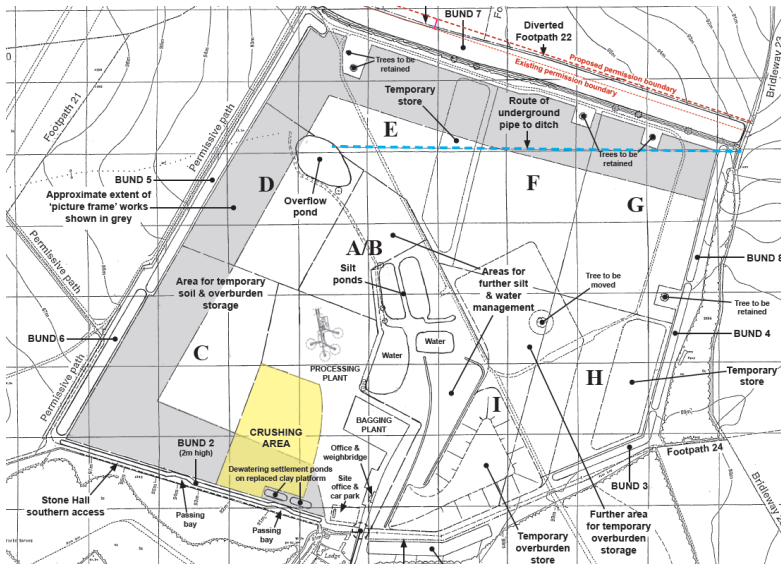 BUND 7
Diverted
Footpath 22
Proposed permission boundary
Existing permission boundary
Bridleway 23
Footpath 21
Permissive path
Trees to be
retained
Temporary
store
Route of
underground
pipe to ditch
E
Trees to be
retained
BUND 5
D
F
G
Approximate extent of
'picture frame' works
shown in grey
Overflow
pond
Permissive path
A/B
Silt
ponds
Areas for
further silt
& water
management
Tree to be
moved
BUND 8
Area for temporary
soil & overburden
storage
Tree to be
retained
BUND 6
BUND 4
C
Water
Water
PROCESSING
PLANT
H
Temporary
store
Permissive path
I
CRUSHING
AREA
BAGGING
PLANT
BUND 2
(2m high)
Office &
weighbridge
Footpath 24
Dewatering settlement ponds
on replaced clay platform
Site
office &
car park
BUND 3
Bridleway 23
Stone Hall
southern access
Passing
bay
Passing
bay
Lodge
Temporary
overburden
store
Further area
for temporary
overburden
storage